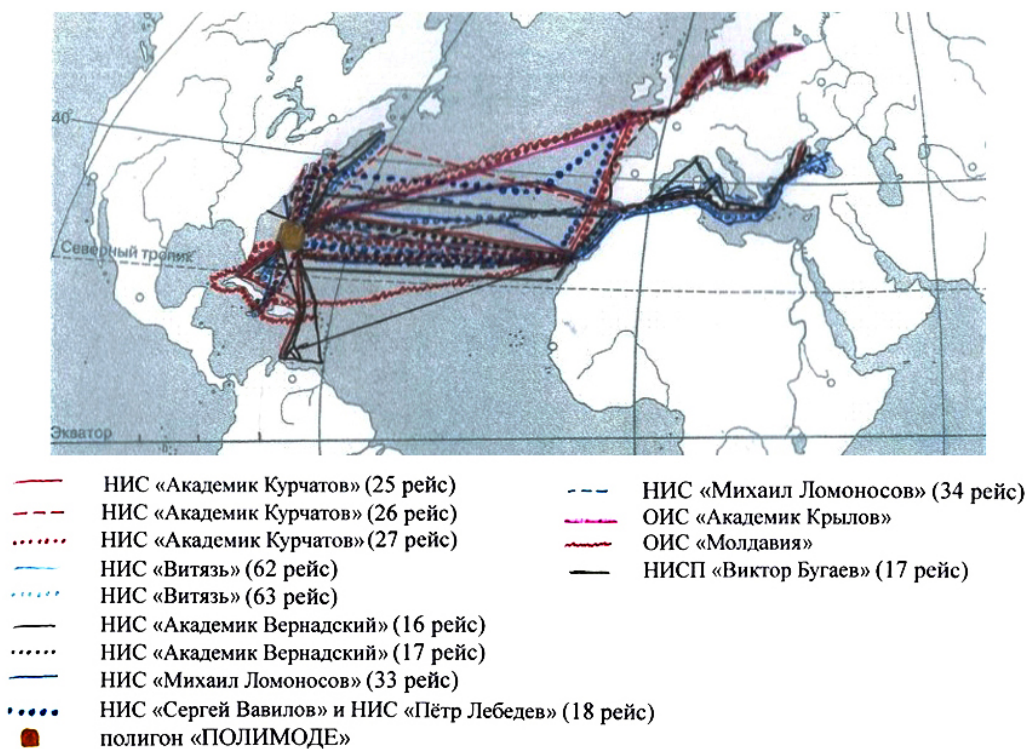 40
Северный тропик
Экватор
НИС «Академик Курчатов» (25 рейс)
НИС «Академик Курчатов» (26 рейс)
НИС «Академик Курчатов» (27 рейс)
НИС «Витязь» (62 рейс)
НИС «Витязь» (63 рейс)
НИС «Академик Вернадский» (16 рейс)
НИС «Академик Вернадский» (17 рейс)
НИС «Михаил Ломоносов» (33 рейс)
НИС «Сергей Вавилов» и НИС «Пётр Лебедев» (18 рейс)
полигон «ПОЛИМОДЕ»
НИС «Михаил Ломоносов» (34 рейс)
ОИС «Академик Крылов»
ОИС «Молдавия»
НИСП «Виктор Бугаев» (17 рейс)